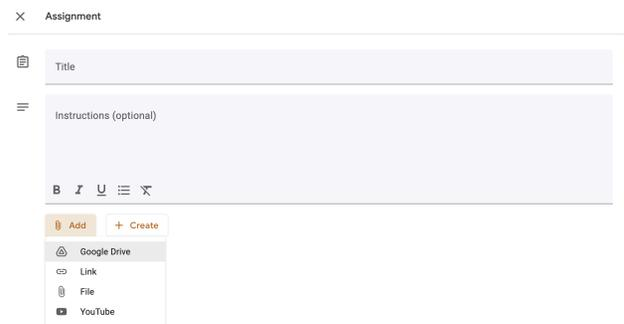 Assignment
Title
Instructions (optional)
B I U
Add + Create
Google Drive
Link
File
YouTube